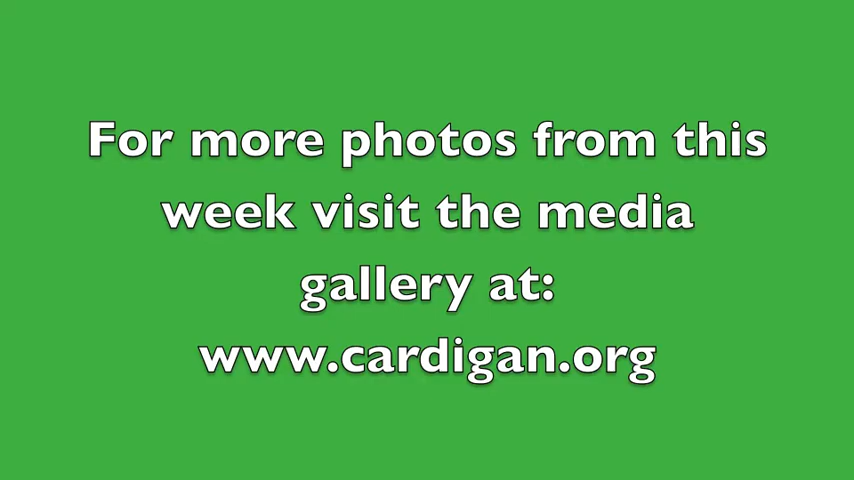 For more photos from this
week visit the media
gallery at:
www.cardigan.org